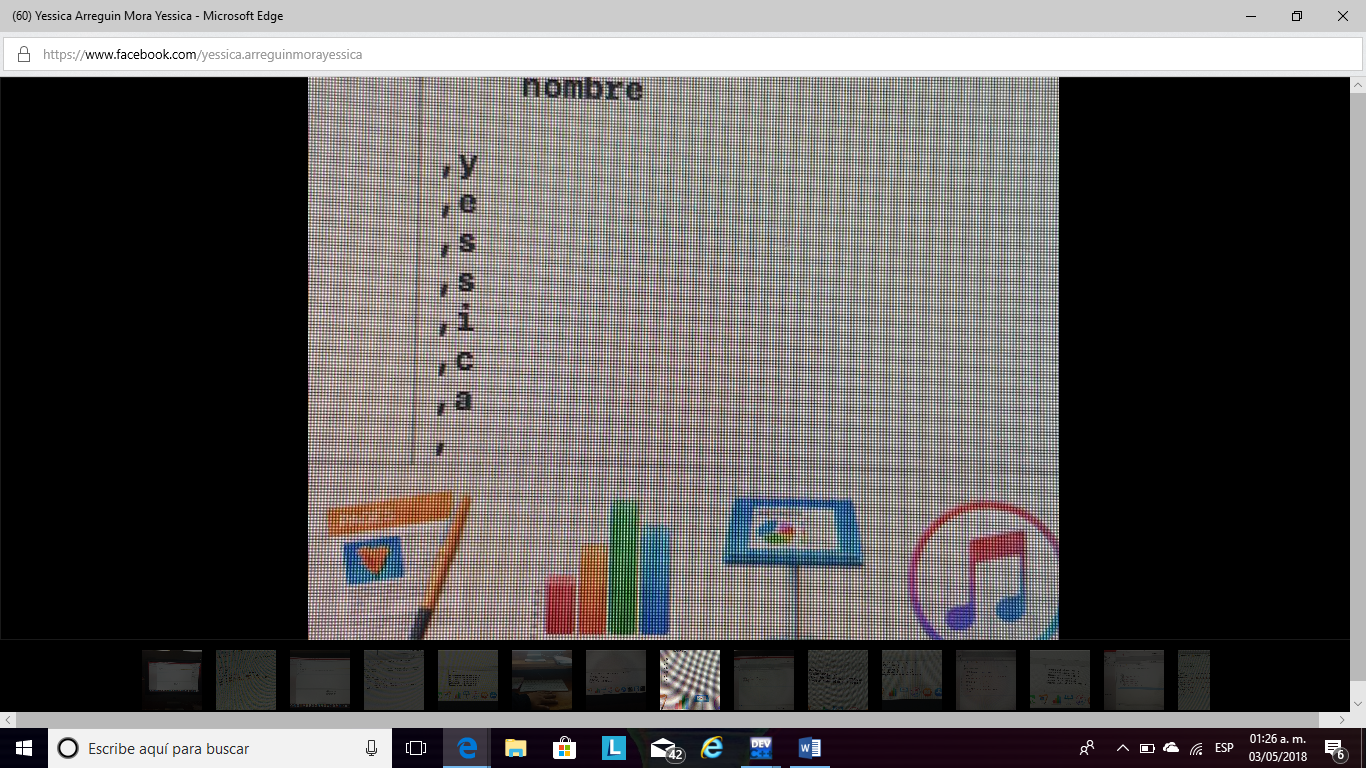 (60) Yessica Arreguin Mora Yessica - Microsoft Edge
https://www.facebook.com/yessica.arreguinmorayessica
nombre
,y
,e
,s
,s
,i
,c
,a
,
L
42
DEV
W
Escribe aquí para buscar
ESP
01:26 a. m.
03/05/2018
6